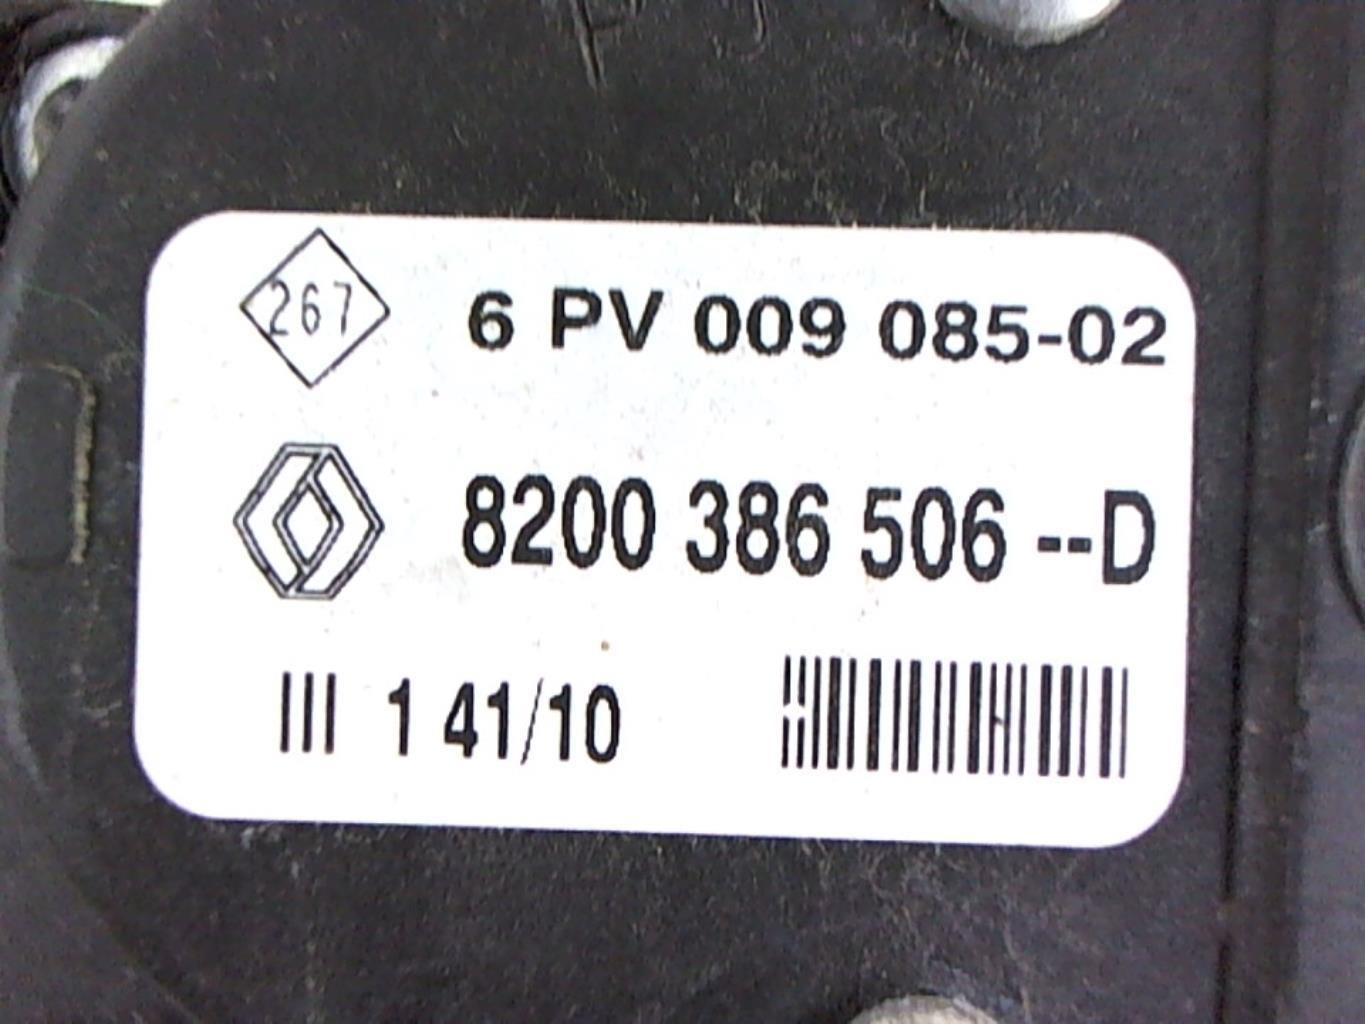 267 6 PV 009 085-02
8200 386 506 --D
III 1 41/10